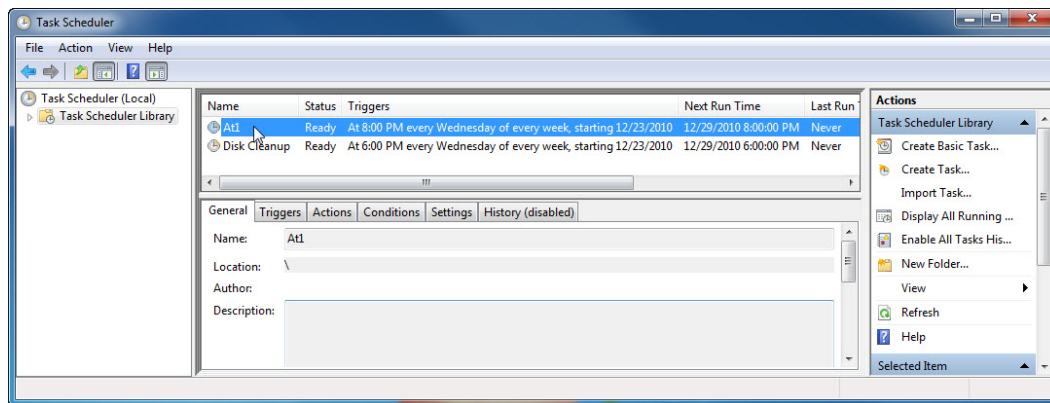 Task Scheduler
File Action View Help
Task Scheduler (Local)
Task Scheduler Library
Name Status Triggers Next Run Time Last Run
At1 Ready At 8:00 PM every Wednesday of every week, starting 12/23/2010 12/29/2010 8:00:00 PM Never
Disk Cleanup Ready At 6:00 PM every Wednesday of every week, starting 12/23/2010 12/29/2010 6:00:00 PM Never
General Triggers Actions Conditions Settings History (disabled)
Name: At1
Location: \
Author:
Description:
Actions
Task Scheduler Library
Create Basic Task...
Create Task...
Import Task...
Display All Running ...
Enable All Tasks His...
New Folder...
View
Refresh
Help
Selected Item